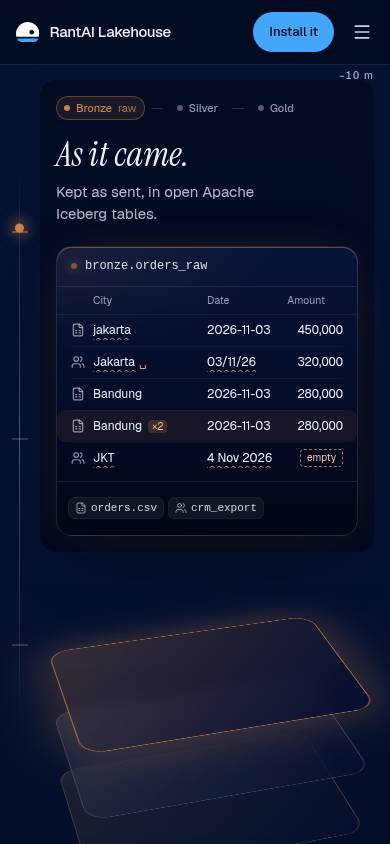 RantAI Lakehouse
Install it
−10 m
Bronze raw — Silver — Gold
As it came.
Kept as sent, in open Apache
Iceberg tables.
bronze.orders_raw
City Date Amount
jakarta 2026-11-03 450,000
Jakarta ␣ 03/11/26 320,000
Bandung 2026-11-03 280,000
Bandung ×2 2026-11-03 280,000
JKT 4 Nov 2026 empty
orders.csv crm_export